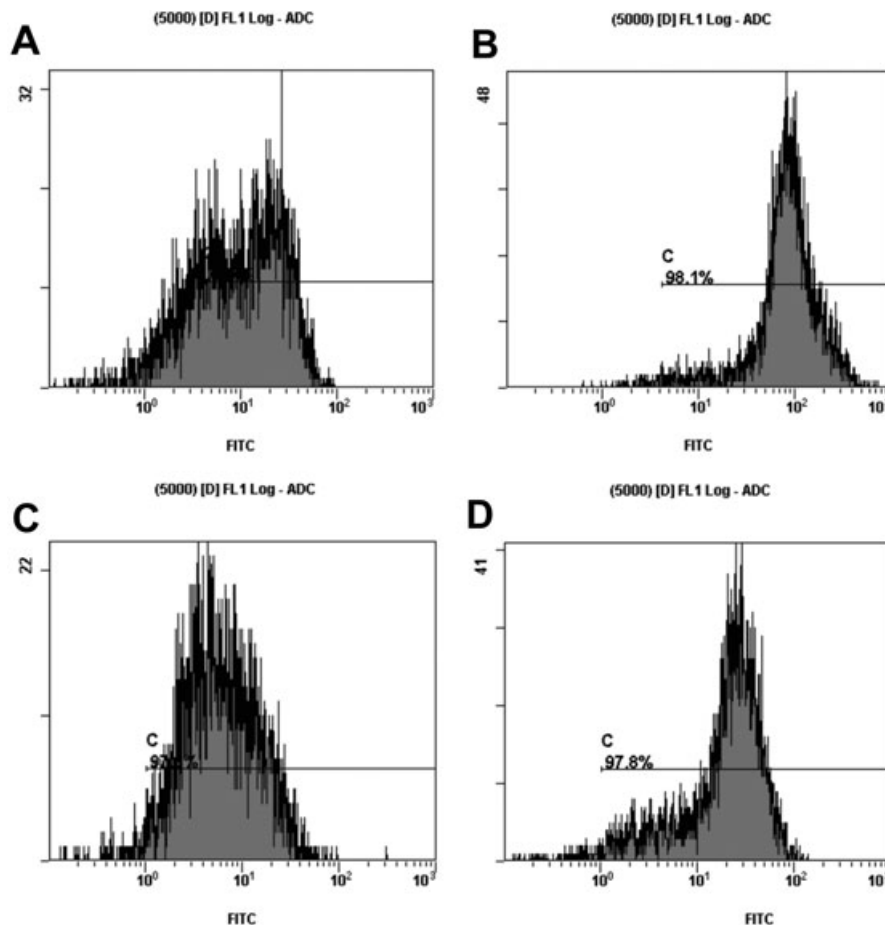 A
(5000) [D] FL1 Log - ADC
32
10⁰ 10¹ 10² 10³
FITC
B
(5000) [D] FL1 Log - ADC
48
C
98.1%
10⁰ 10¹ 10²
FITC
C
(5000) [D] FL1 Log - ADC
22
C
10⁰ 10¹ 10² 10³
FITC
D
(5000) [D] FL1 Log - ADC
41
C
97.8%
10⁰ 10¹ 10²
FITC